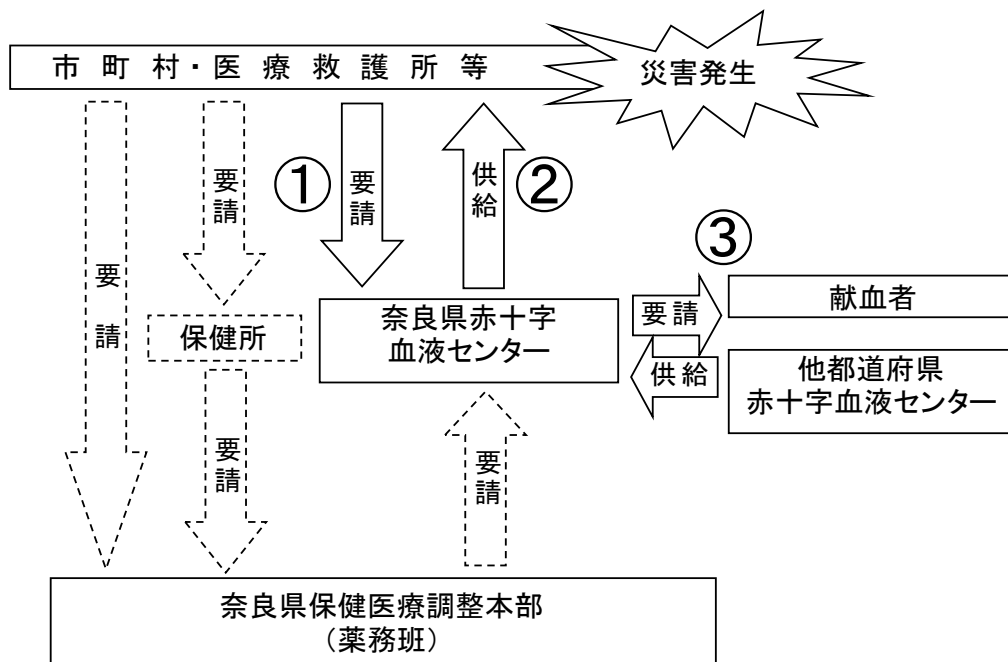 市町村・医療救護所等
災害発生
要請
要請
①
要請
供給
②
③
要請
献血者
保健所
奈良県赤十字
血液センター
供給
他都道府県
赤十字血液センター
要請
要請
奈良県保健医療調整本部
(薬務班)